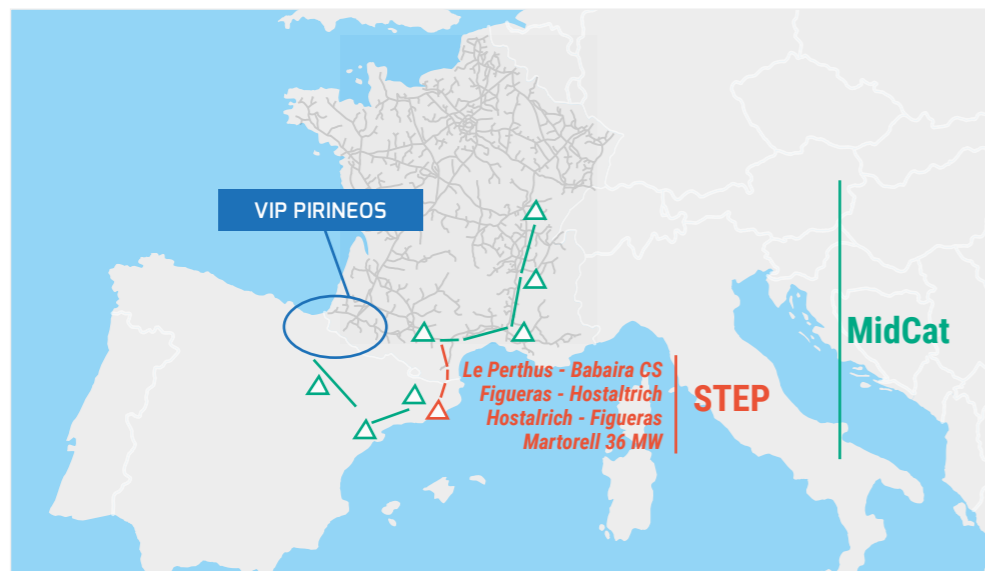 VIP PIRINEOS
MidCat
Le Perthus - Babaira CS
Figueras - Hostaltrich
Hostalrich - Figueras
Martorell 36 MW
STEP